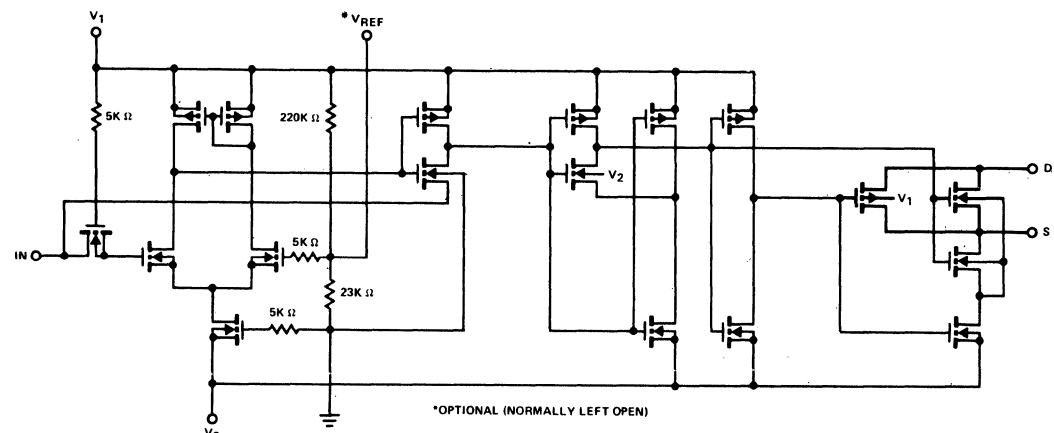 V1
*VREF
5K Ω
220K Ω
V2
V1
D
S
IN
5K Ω
23K Ω
5K Ω
*OPTIONAL (NORMALLY LEFT OPEN)